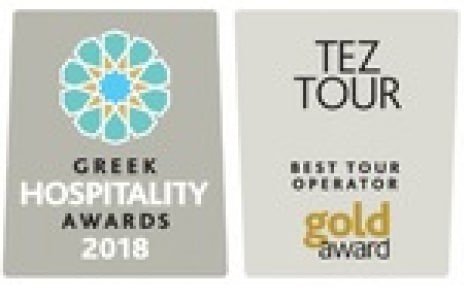 GREEK
HOSPITALITY
AWARDS
2018
TEZ
TOUR
BEST TOUR
OPERATOR
gold
award